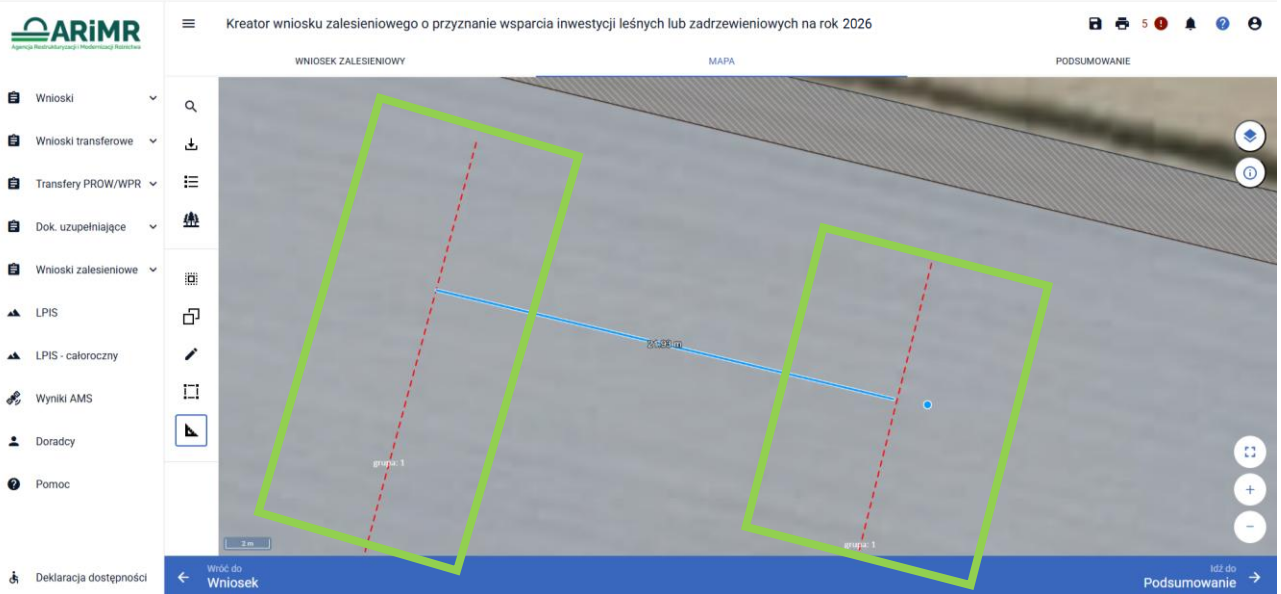 ARiMR
Agencja Restrukturyzacji i Modernizacji Rolnictwa
Kreator wniosku zalesieniowego o przyznanie wsparcia inwestycji leśnych lub zadrzewieniowych na rok 2026
5
WNIOSEK ZALESIENIOWY
MAPA
PODSUMOWANIE
Wnioski
Wnioski transferowe
Transfery PROW/WPR
Dok. uzupełniające
Wnioski zalesieniowe
LPIS
LPIS - całoroczny
Wyniki AMS
Doradcy
Pomoc
Deklaracja dostępności
grupa: 1
grupa: 1
2 m
Wróć do
Wniosek
Idź do
Podsumowanie